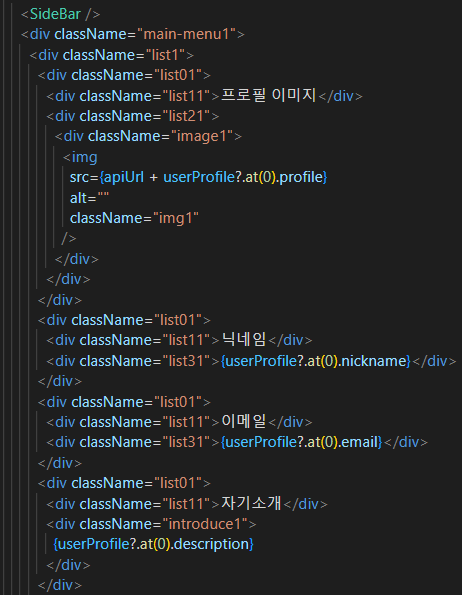 <SideBar />
<div className="main-menu1">
<div className="list1">
<div className="list01">
<div className="list11">프로필 이미지</div>
<div className="list21">
<div className="image1">
<img
src={apiUrl + userProfile?.at(0).profile}
alt=""
className="img1"
/>
</div>
</div>
</div>
<div className="list01">
<div className="list11">닉네임</div>
<div className="list31">{userProfile?.at(0).nickname}</div>
</div>
<div className="list01">
<div className="list11">이메일</div>
<div className="list31">{userProfile?.at(0).email}</div>
</div>
<div className="list01">
<div className="list11">자기소개</div>
<div className="introduce1">
{userProfile?.at(0).description}
</div>
</div>